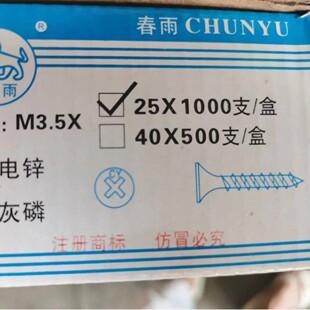 春雨 CHUNYU
®
雨
25X1000支/盒
: M3.5X
40X500支/盒
电锌
灰磷
注册商标 仿冒必究